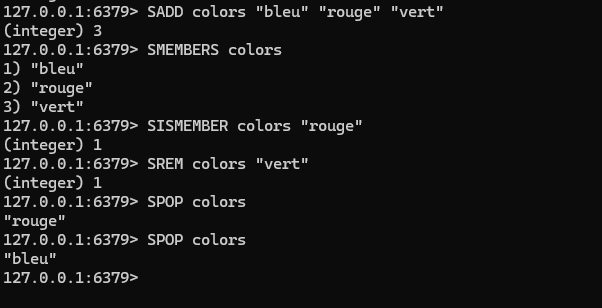 127.0.0.1:6379> SADD colors "bleu" "rouge" "vert"
(integer) 3
127.0.0.1:6379> SMEMBERS colors
1) "bleu"
2) "rouge"
3) "vert"
127.0.0.1:6379> SISMEMBER colors "rouge"
(integer) 1
127.0.0.1:6379> SREM colors "vert"
(integer) 1
127.0.0.1:6379> SPOP colors
"rouge"
127.0.0.1:6379> SPOP colors
"bleu"
127.0.0.1:6379>